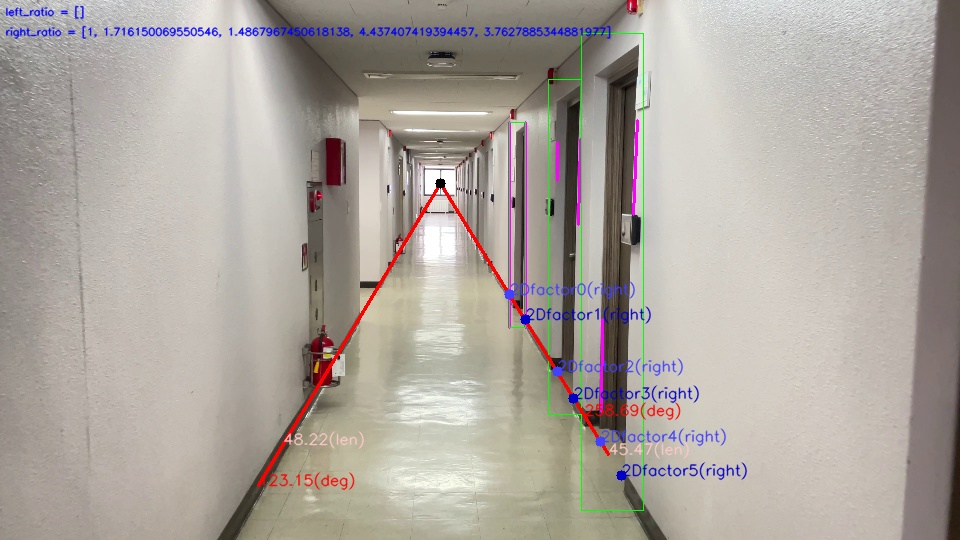 left_ratio = []
right_ratio = [1, 1.716150069550546, 1.4867967450618138, 4.437407419394457, 3.7627885344881977]
2Dfactor0(right)
2Dfactor1(right)
2Dfactor2(right)
2Dfactor3(right)
258.69(deg)
2Dfactor4(right)
48.22(len)
45.47(len)
2Dfactor5(right)
123.15(deg)